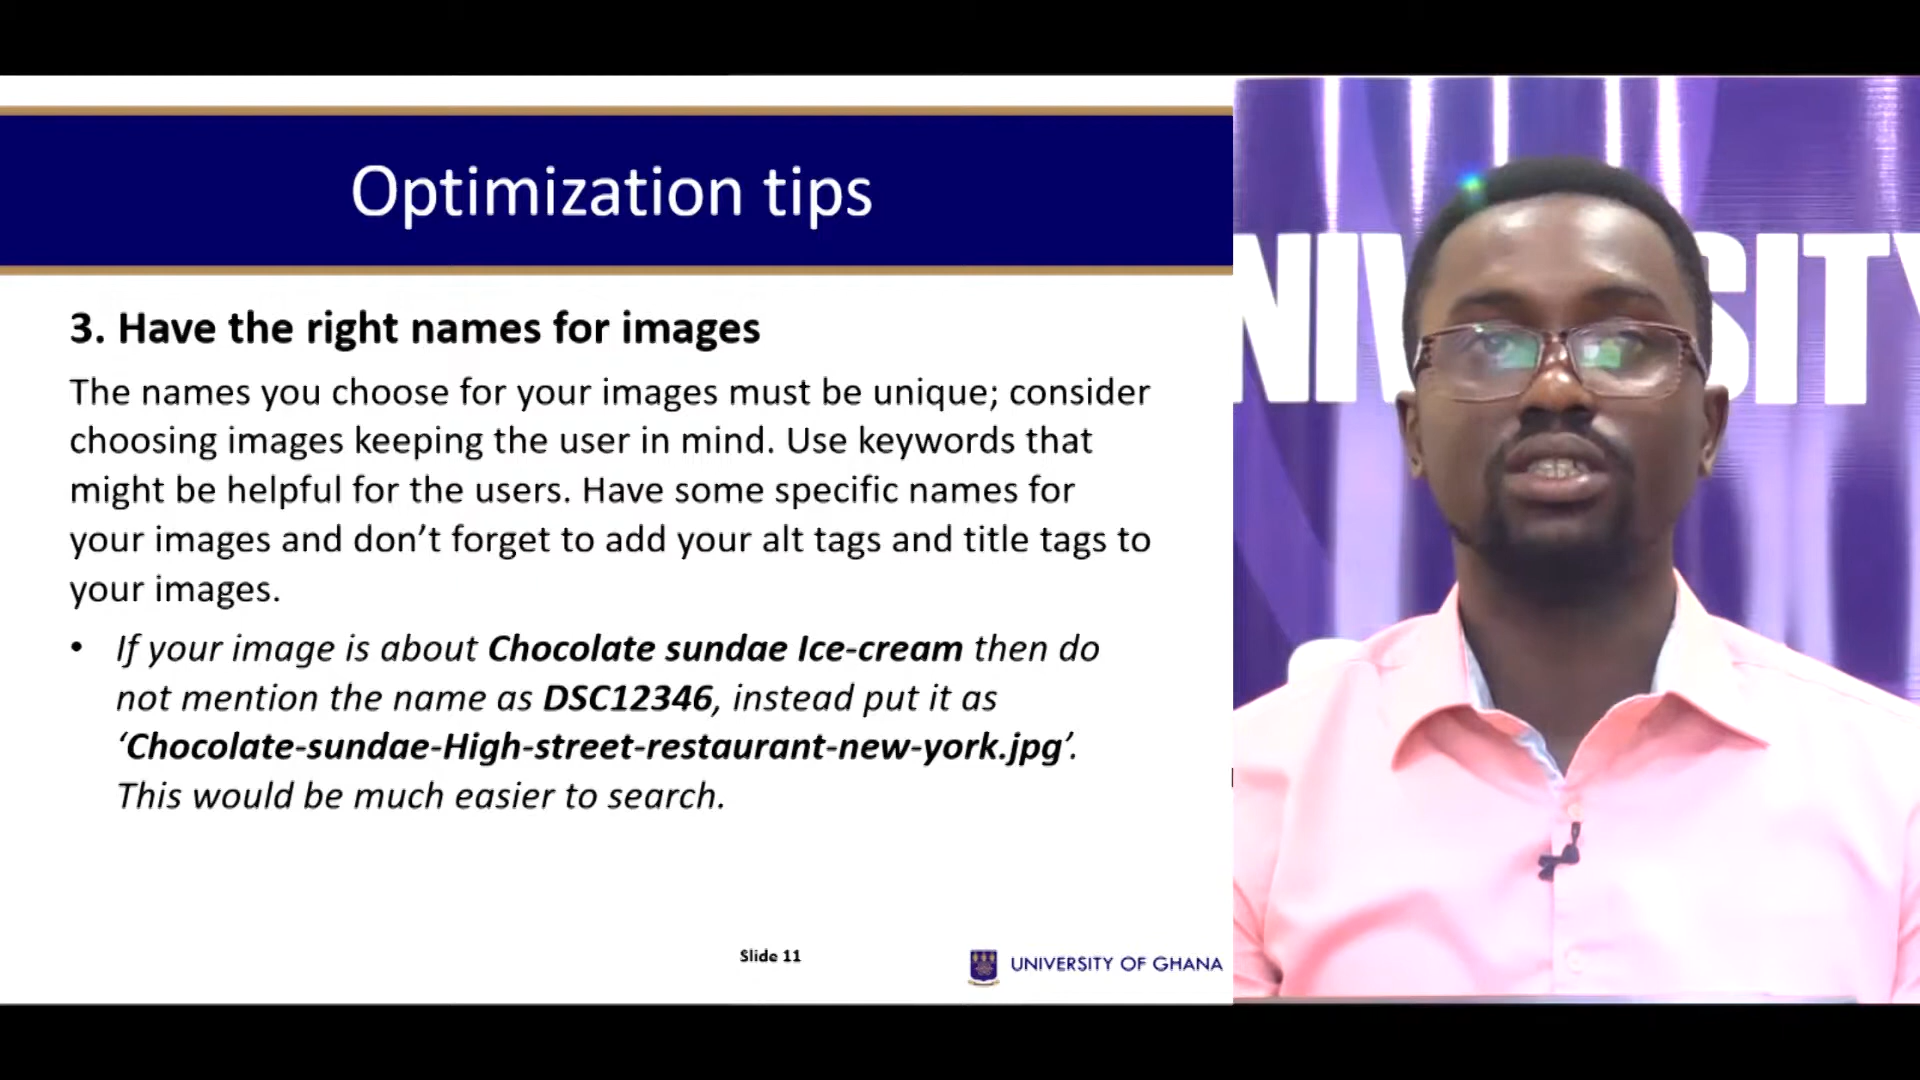 Optimization tips
3. Have the right names for images
The names you choose for your images must be unique; consider
choosing images keeping the user in mind. Use keywords that
might be helpful for the users. Have some specific names for
your images and don’t forget to add your alt tags and title tags to
your images.
• If your image is about Chocolate sundae Ice-cream then do
not mention the name as DSC12346, instead put it as
‘Chocolate-sundae-High-street-restaurant-new-york.jpg’.
This would be much easier to search.
Slide 11
UNIVERSITY OF GHANA
NIV SITY